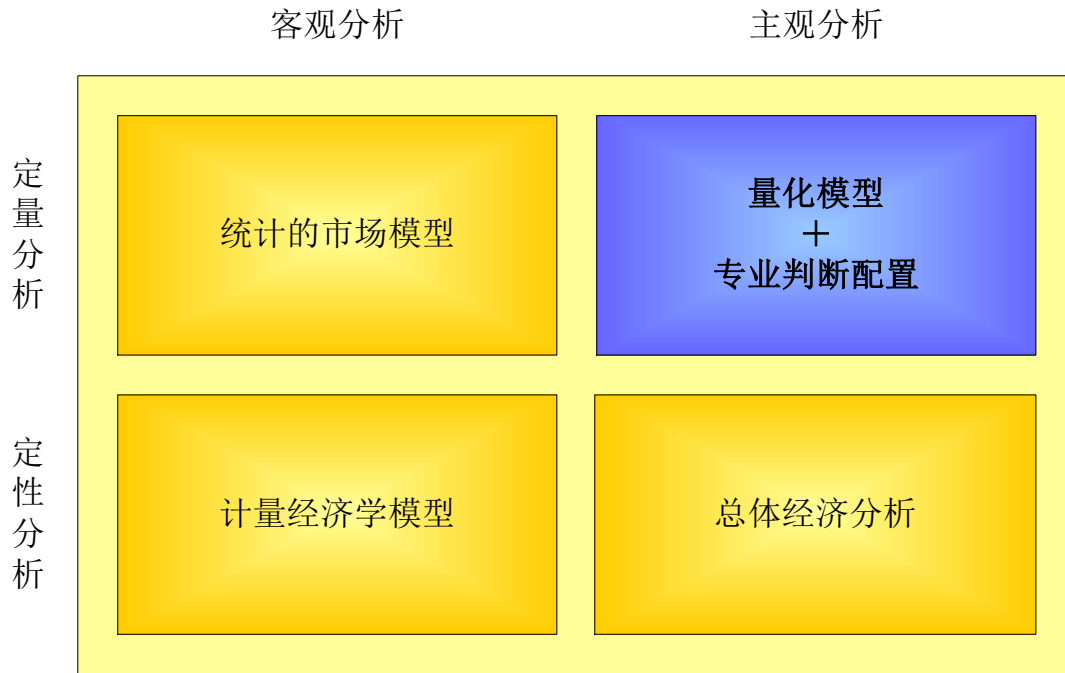 客观分析
主观分析
定量分析
统计的市场模型
量化模型
＋
专业判断配置
定性分析
计量经济学模型
总体经济分析